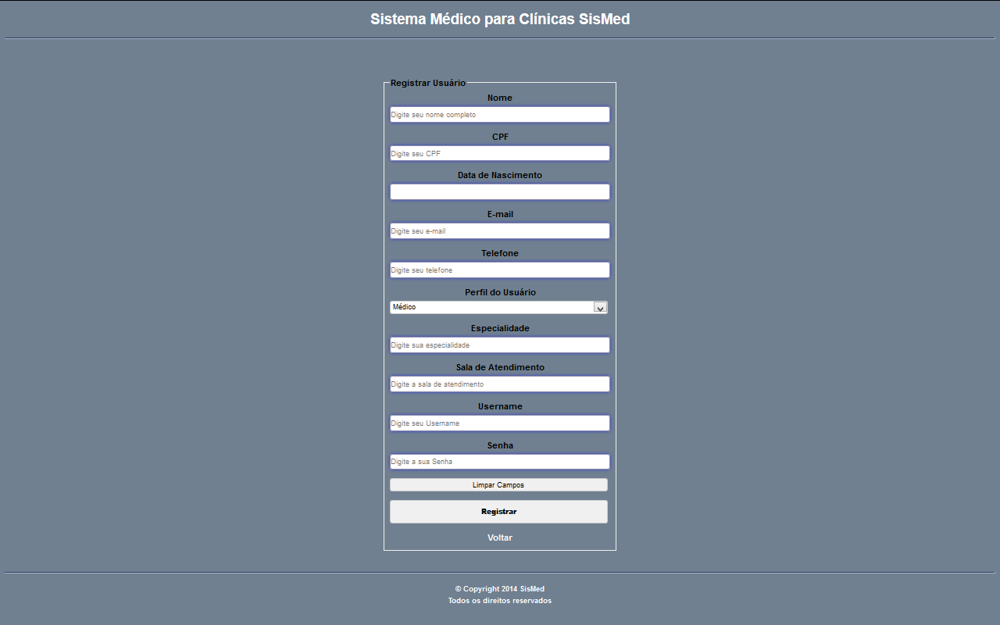 Sistema Médico para Clínicas SisMed
Registrar Usuário
Nome
Digite seu nome completo
CPF
Digite seu CPF
Data de Nascimento
E-mail
Digite seu e-mail
Telefone
Digite seu telefone
Perfil do Usuário
Médico
Especialidade
Digite sua especialidade
Sala de Atendimento
Digite a sala de atendimento
Username
Digite seu Username
Senha
Digite a sua Senha
Limpar Campos
Registrar
Voltar
© Copyright 2014 SisMed
Todos os direitos reservados